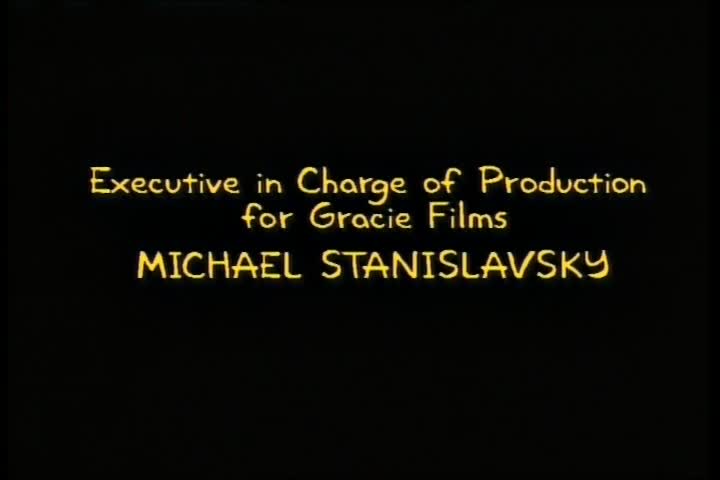 Executive in Charge of Production
for Gracie Films
MICHAEL STANISLAVSKY